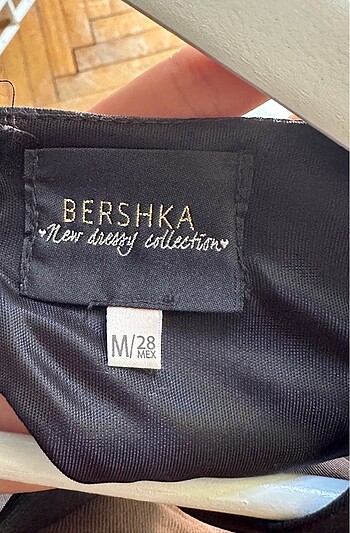 BERSHKA
♥New dressy collection♥
M/28
MEX